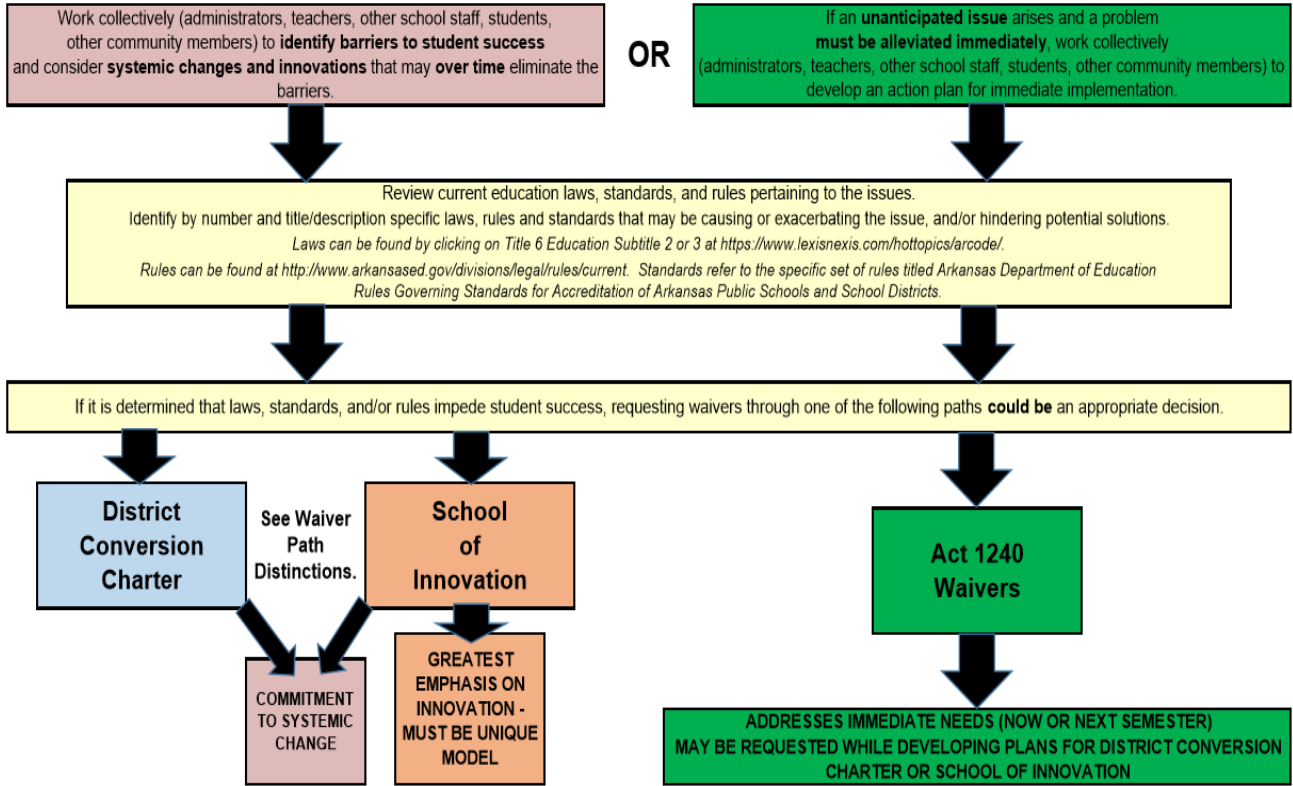 Work collectively (administrators, teachers, other school staff, students,
other community members) to identify barriers to student success
and consider systemic changes and innovations that may over time eliminate the
barriers.
OR
If an unanticipated issue arises and a problem
must be alleviated immediately, work collectively
(administrators, teachers, other school staff, students, other community members) to
develop an action plan for immediate implementation.
Review current education laws, standards, and rules pertaining to the issues.
Identify by number and title/description specific laws, rules and standards that may be causing or exacerbating the issue, and/or hindering potential solutions.
Laws can be found by clicking on Title 6 Education Subtitle 2 or 3 at https://www.lexisnexis.com/hottopics/arcode/.
Rules can be found at http://www.arkansased.gov/divisions/legal/rules/current. Standards refer to the specific set of rules titled Arkansas Department of Education
Rules Governing Standards for Accreditation of Arkansas Public Schools and School Districts.
If it is determined that laws, standards, and/or rules impede student success, requesting waivers through one of the following paths could be an appropriate decision.
District
Conversion
Charter
See Waiver
Path
Distinctions.
School
of
Innovation
Act 1240
Waivers
COMMITMENT
TO SYSTEMIC
CHANGE
GREATEST
EMPHASIS ON
INNOVATION -
MUST BE UNIQUE
MODEL
ADDRESSES IMMEDIATE NEEDS (NOW OR NEXT SEMESTER)
MAY BE REQUESTED WHILE DEVELOPING PLANS FOR DISTRICT CONVERSION
CHARTER OR SCHOOL OF INNOVATION